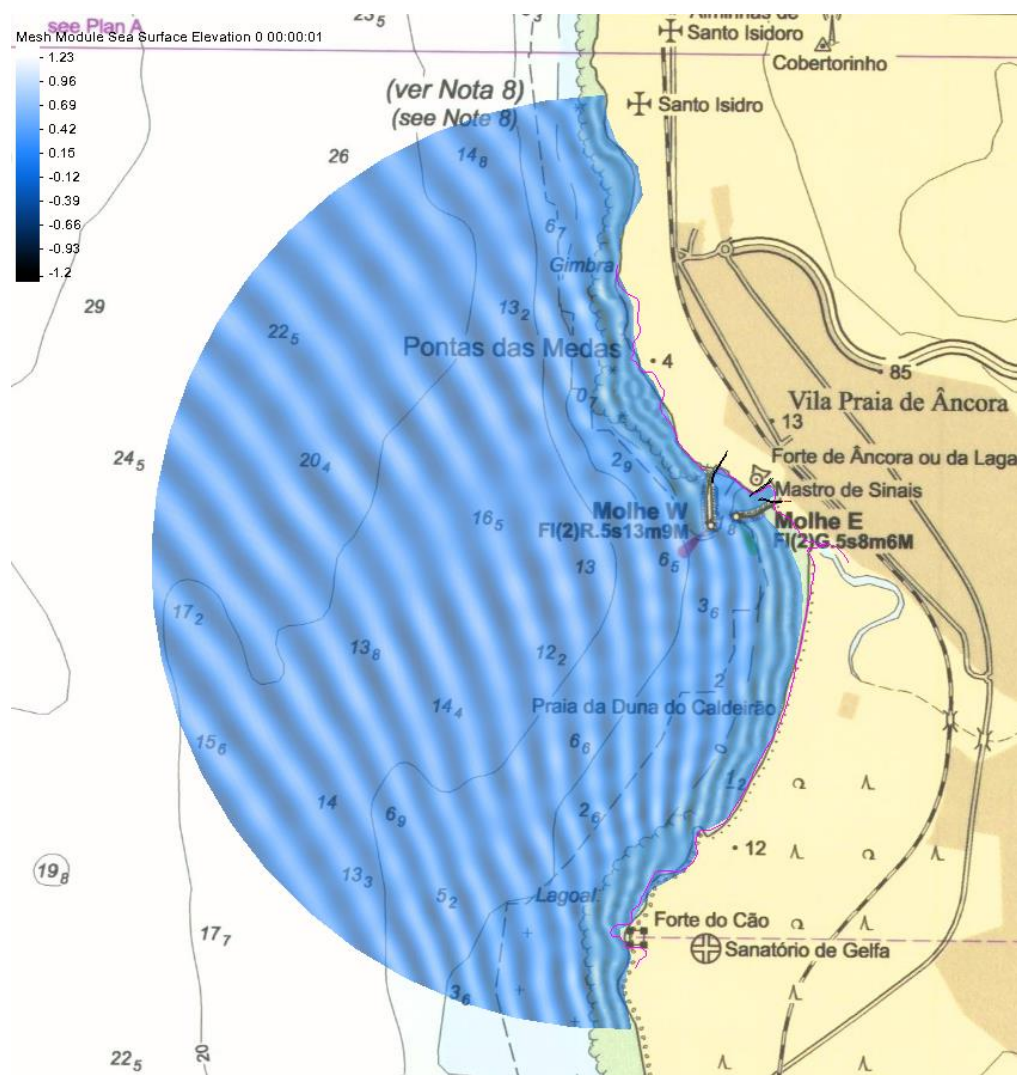 see Plan A
23₅
Alminhas de
Santo Isidoro
Mesh Module Sea Surface Elevation 0 00:00:01
Cobertorinho
1.23
0.96
0.69
0.42
0.15
-0.12
-0.39
-0.66
-0.93
-1.2
(ver Nota 8)
(see Note 8)
Santo Isidro
26
14₈
6₇
Gimbra
29
13₂
22₅
Pontas das Medas
4
85
Vila Praia de Âncora
0₇
13
24₅
20₄
2₉
Forte de Âncora ou da Laga
Mastro de Sinais
16₅
Molhe W
Fl(2)R.5s13m9M
8
Molhe E
Fl(2)G.5s8m6M
13
6₅
17₂
3₆
13₈
12₂
2
14₄
Praia da Duna do Caldeirão
15₆
6₆
0
1₂
14
6₉
2₆
12
19₈
13₃
5₂
Lagoal
17₇
Forte do Cão
Sanatório de Gelfa
3₆
22₅
20